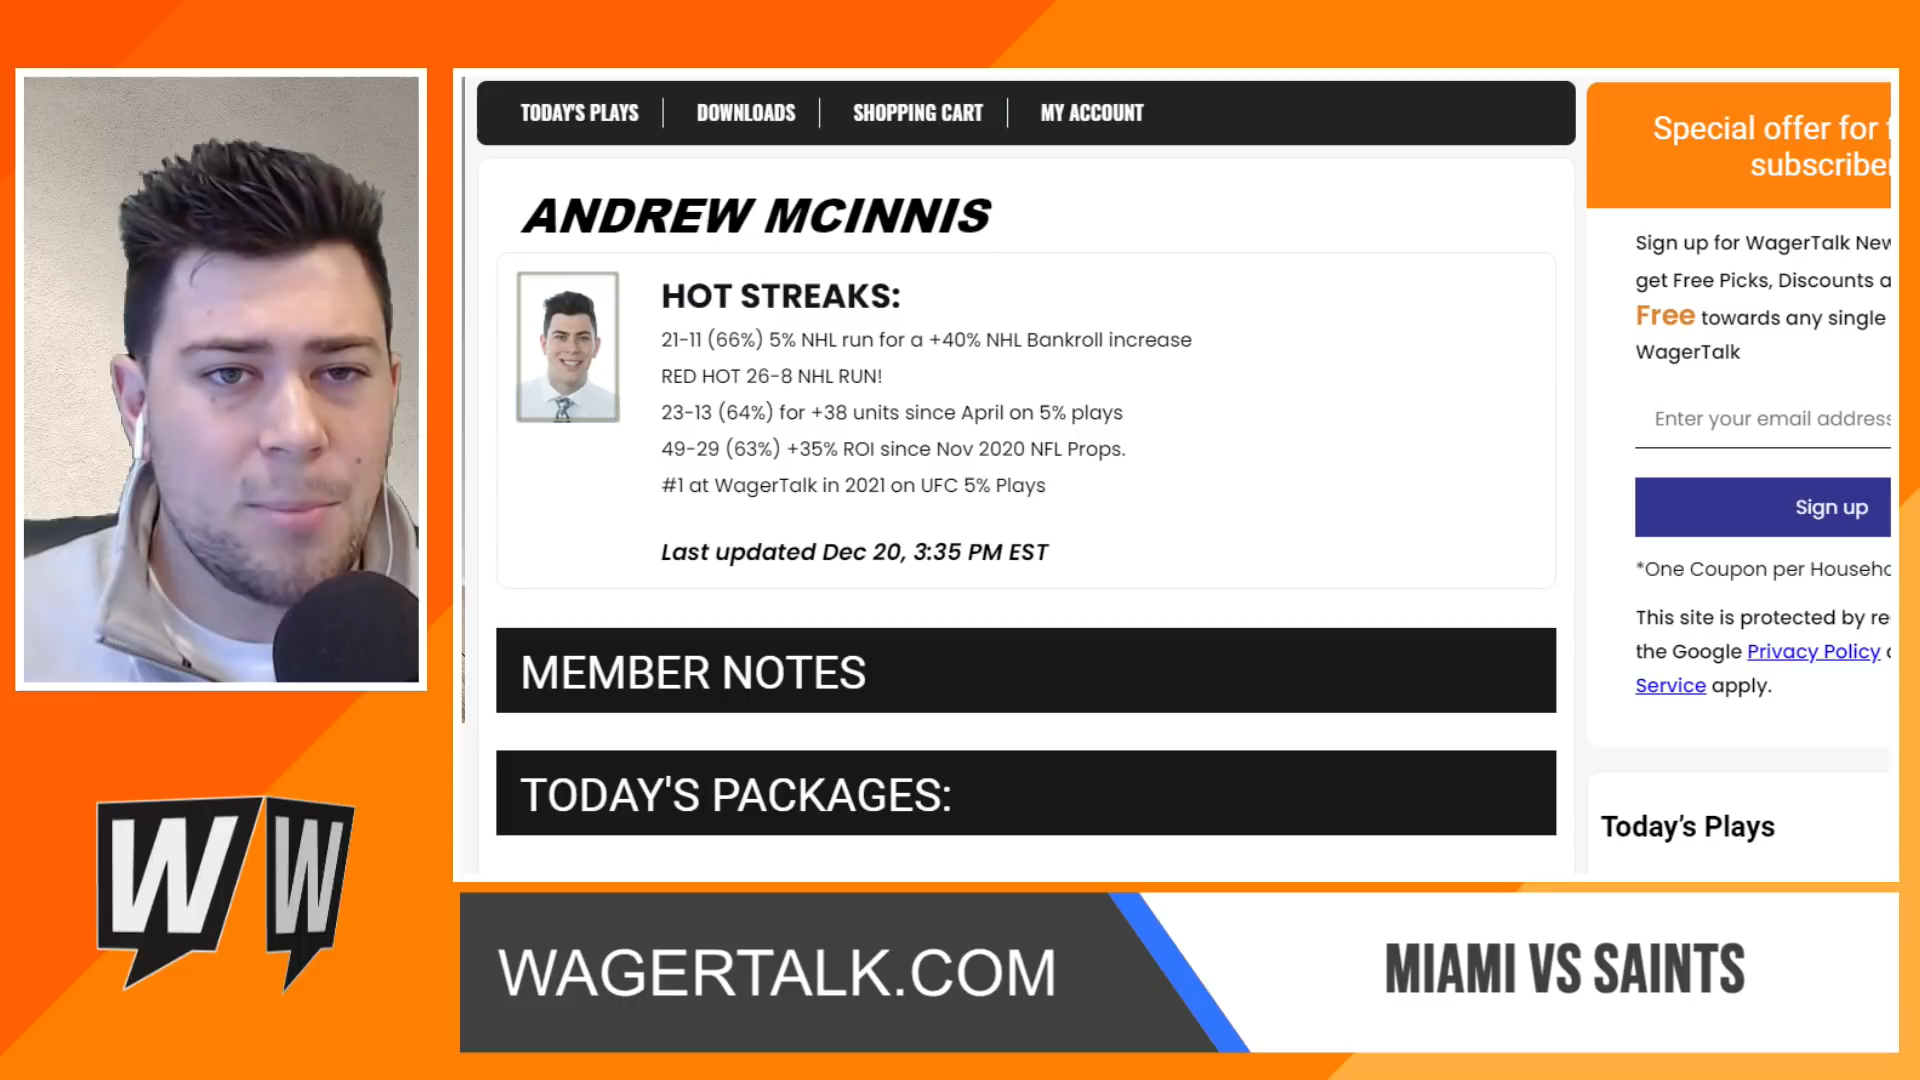 TODAY'S PLAYS
DOWNLOADS
SHOPPING CART
MY ACCOUNT
ANDREW MCINNIS
HOT STREAKS:
21-11 (66%) 5% NHL run for a +40% NHL Bankroll increase
RED HOT 26-8 NHL RUN!
23-13 (64%) for +38 units since April on 5% plays
49-29 (63%) +35% ROI since Nov 2020 NFL Props.
#1 at WagerTalk in 2021 on UFC 5% Plays
Last updated Dec 20, 3:35 PM EST
MEMBER NOTES
TODAY'S PACKAGES:
Special offer for
subscribe
Sign up for WagerTalk New
get Free Picks, Discounts a
Free towards any single
WagerTalk
Enter your email address
Sign up
*One Coupon per Househo
This site is protected by re
the Google Privacy Policy
Service apply.
Today's Plays
W W
WAGERTALK.COM
MIAMI VS SAINTS